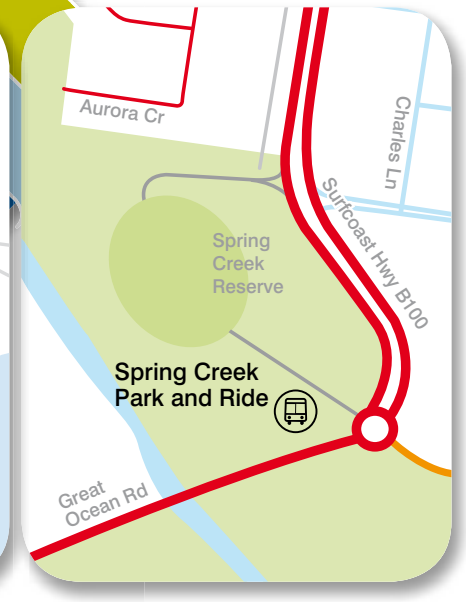 Aurora Cr
Charles Ln
Surfcoast Hwy B100
Spring
Creek
Reserve
Spring Creek
Park and Ride
Great
Ocean Rd